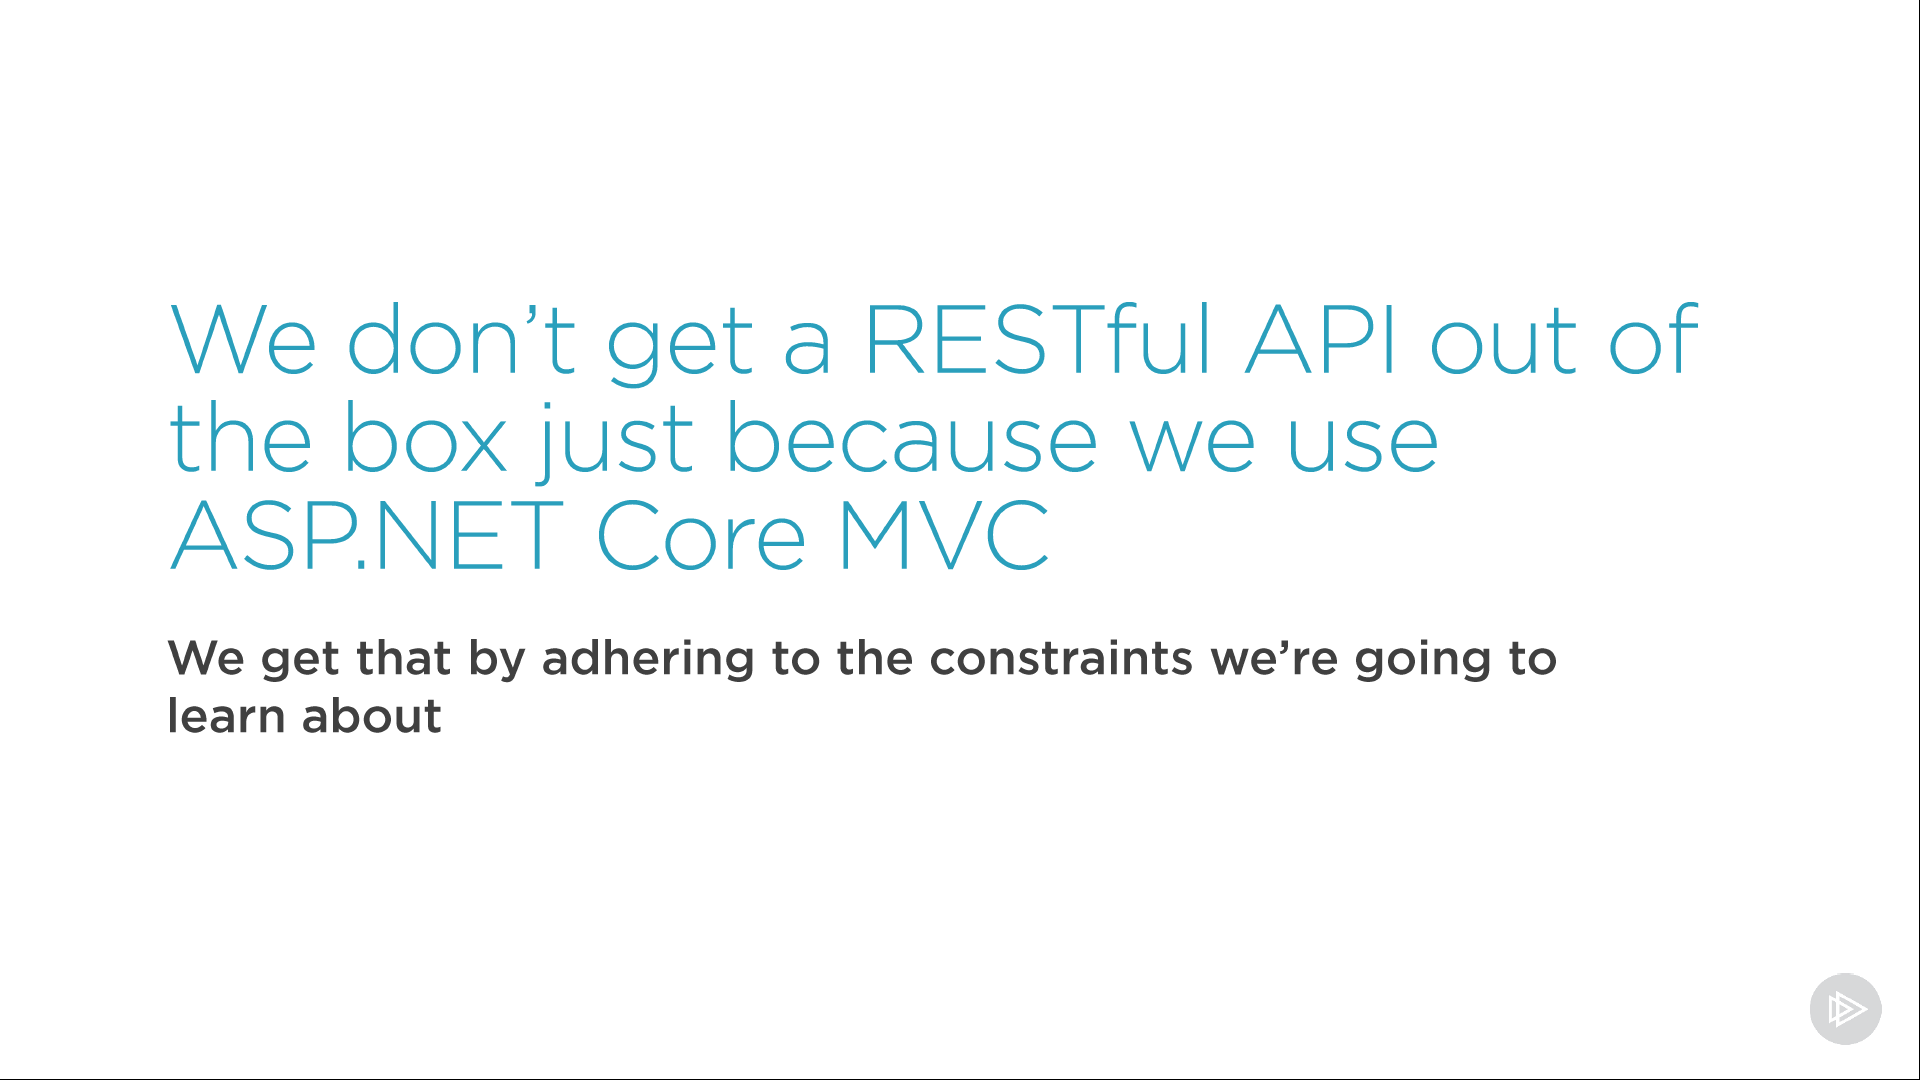 We don’t get a RESTful API out of
the box just because we use
ASP.NET Core MVC
We get that by adhering to the constraints we’re going to
learn about